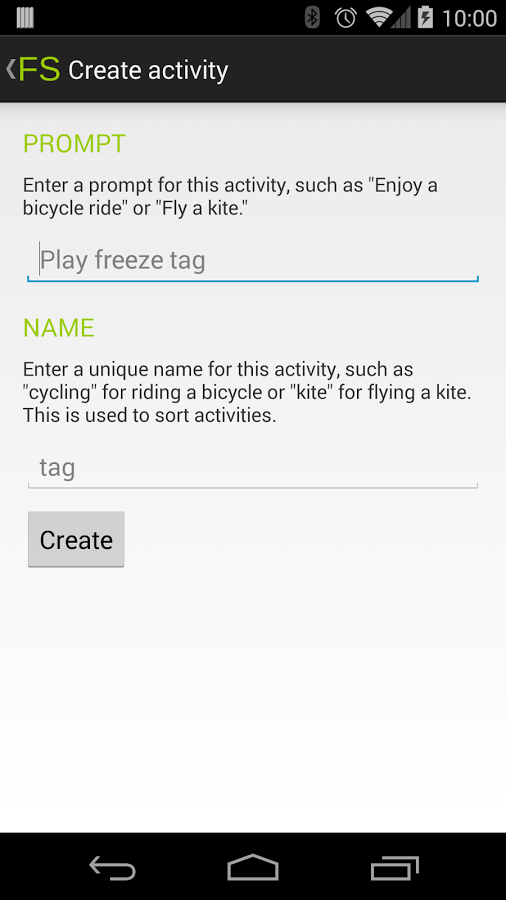 10:00
FS Create activity
PROMPT
Enter a prompt for this activity, such as "Enjoy a
bicycle ride" or "Fly a kite."
Play freeze tag
NAME
Enter a unique name for this activity, such as
"cycling" for riding a bicycle or "kite" for flying a kite.
This is used to sort activities.
tag
Create